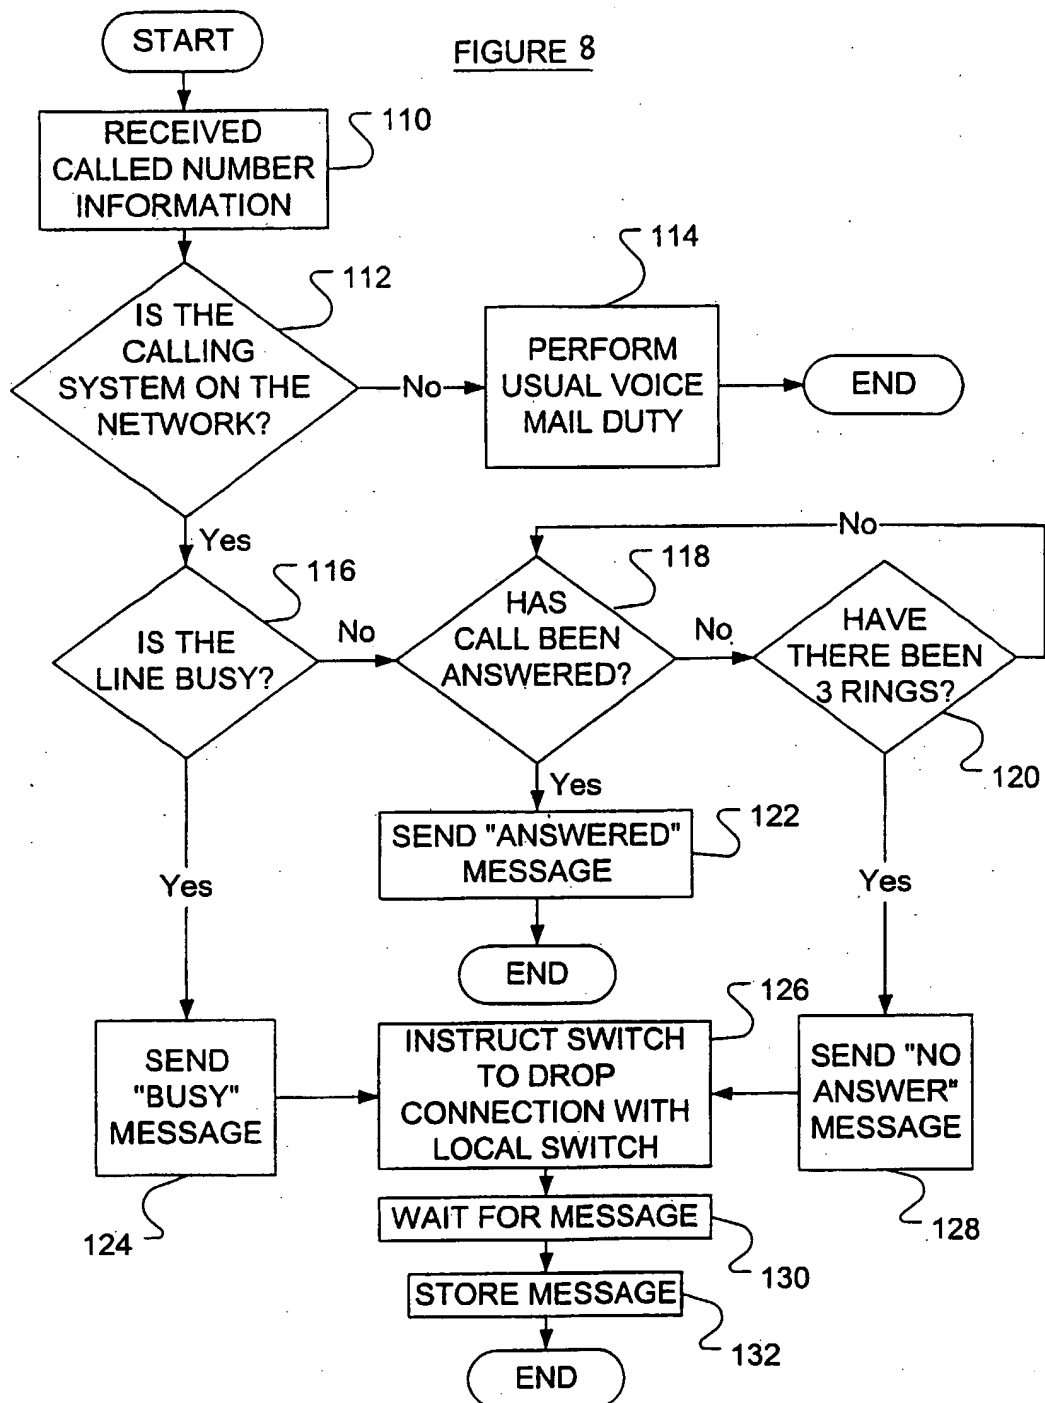 START
FIGURE 8
RECEIVED
CALLED NUMBER
INFORMATION
110
IS THE
CALLING
SYSTEM ON THE
NETWORK?
112
No
PERFORM
USUAL VOICE
MAIL DUTY
114
END
Yes
IS THE
LINE BUSY?
116
No
HAS
CALL BEEN
ANSWERED?
118
No
HAVE
THERE BEEN
3 RINGS?
120
No
Yes
SEND "ANSWERED"
MESSAGE
122
END
Yes
Yes
SEND
"BUSY"
MESSAGE
124
INSTRUCT SWITCH
TO DROP
CONNECTION WITH
LOCAL SWITCH
126
SEND "NO
ANSWER"
MESSAGE
128
WAIT FOR MESSAGE
130
STORE MESSAGE
132
END